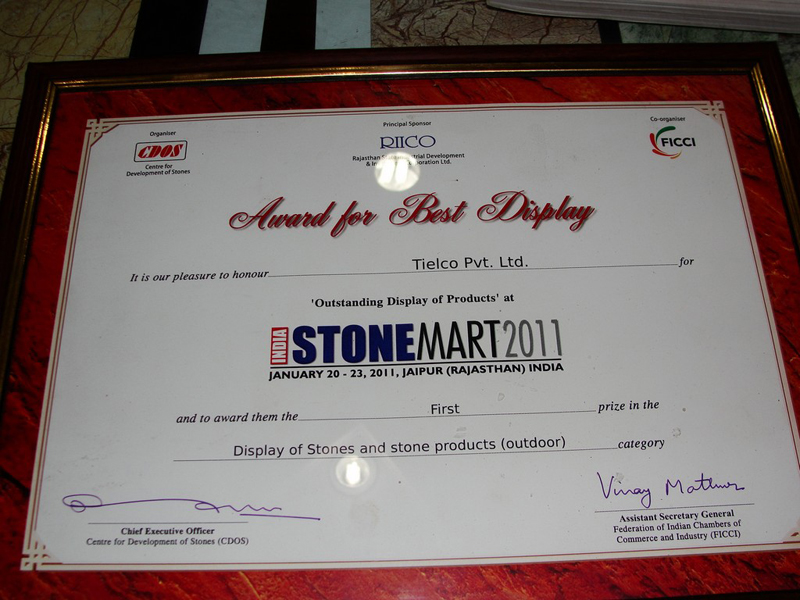 Organiser
CDOS
Centre for
Development of Stones
Principal Sponsor
RIICO
Rajasthan Industrial Development
& Ltd.
Co-organiser
FICCI
Award for Best Display
It is our pleasure to honour Tielco Pvt. Ltd. for
'Outstanding Display of Products' at
INDIA STONEMART2011
JANUARY 20 - 23, 2011, JAIPUR (RAJASTHAN) INDIA
and to award them the First prize in the
Display of Stones and stone products (outdoor) category
Chief Executive Officer
Centre for Development of Stones (CDOS)
Vinay Mathur
Assistant Secretary General
Federation of Indian Chambers of
Commerce and Industry (FICCI)